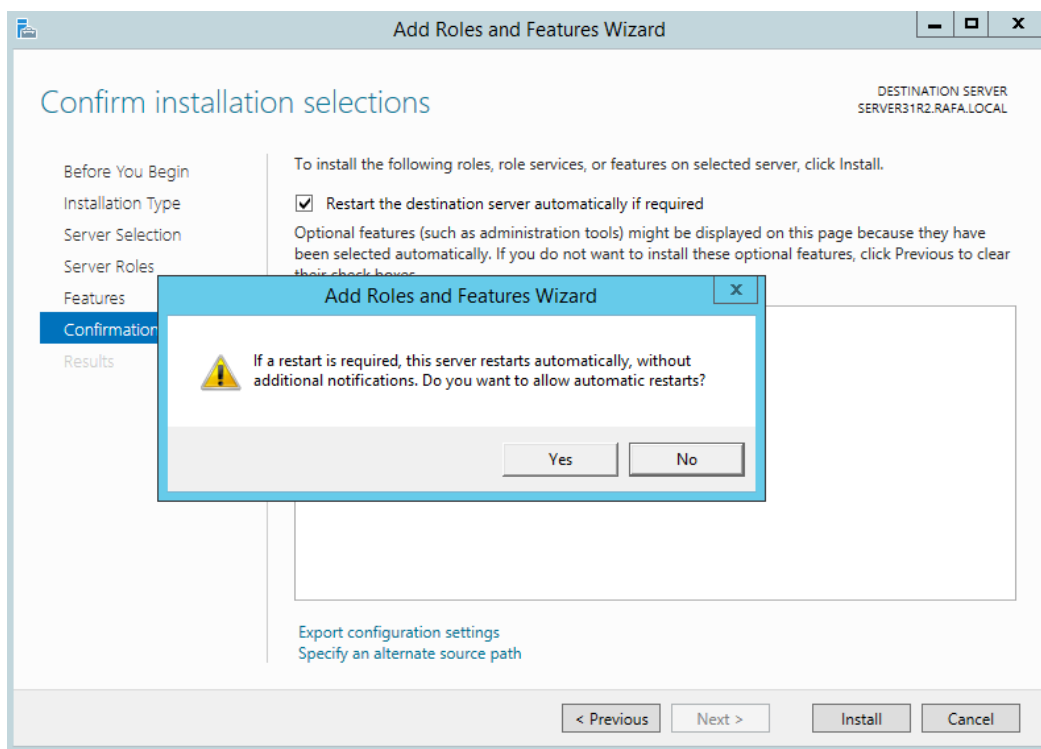 Add Roles and Features Wizard
Confirm installation selections
DESTINATION SERVER
SERVER31R2.RAFA.LOCAL
Before You Begin
Installation Type
Server Selection
Server Roles
Features
Confirmation
Results
To install the following roles, role services, or features on selected server, click Install.
Restart the destination server automatically if required
Optional features (such as administration tools) might be displayed on this page because they have
been selected automatically. If you do not want to install these optional features, click Previous to clear
their check boxes.
Add Roles and Features Wizard
If a restart is required, this server restarts automatically, without
additional notifications. Do you want to allow automatic restarts?
Yes
No
Export configuration settings
Specify an alternate source path
< Previous
Next >
Install
Cancel